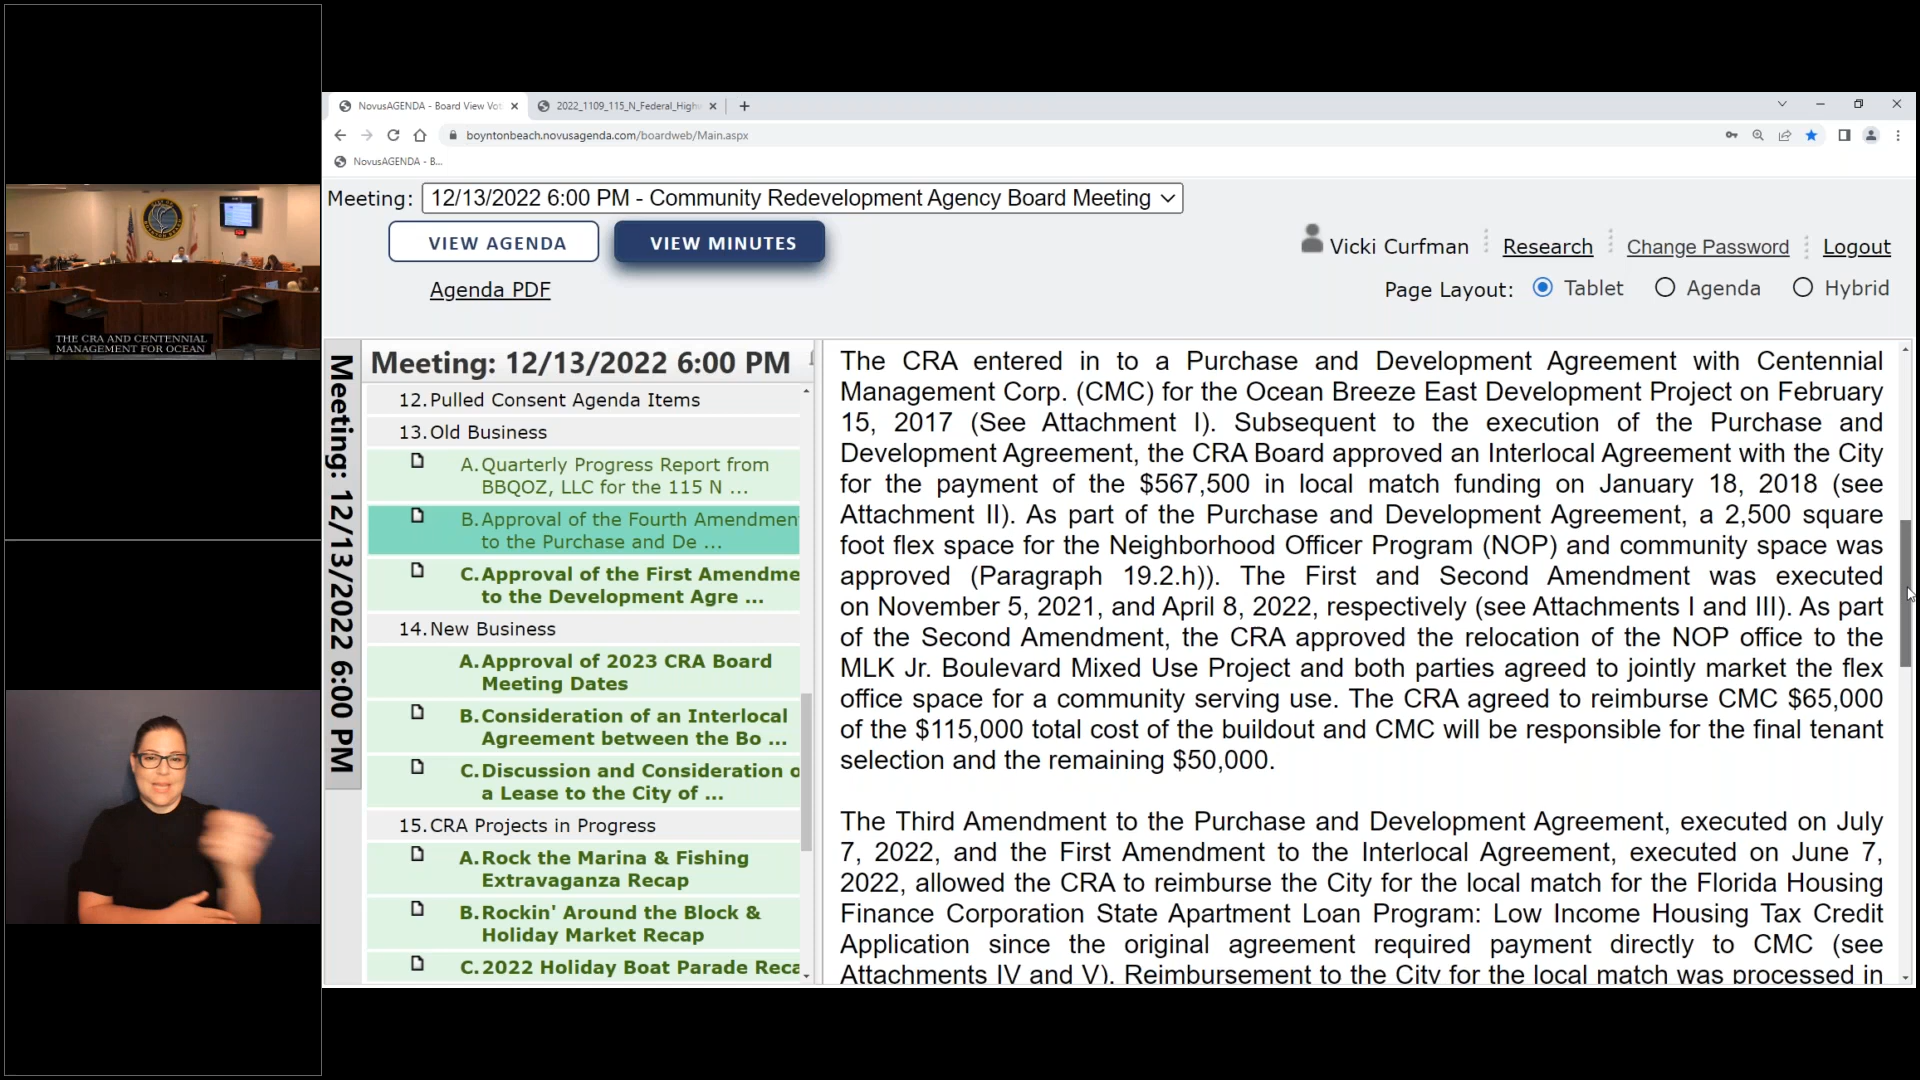 THE CRA AND CENTENNIAL
MANAGEMENT FOR OCEAN
NovusAGENDA - Board View Vot
2022_1109_115_N_Federal_High
boyntonbeach.novusagenda.com/boardweb/Main.aspx
NovusAGENDA - B...
Meeting: 12/13/2022 6:00 PM - Community Redevelopment Agency Board Meeting
VIEW AGENDA
VIEW MINUTES
Agenda PDF
Vicki Curfman
Research
Change Password
Logout
Page Layout: Tablet Agenda Hybrid
Meeting: 12/13/2022 6:00 PM
Meeting: 12/13/2022 6:00 PM
12. Pulled Consent Agenda Items
13. Old Business
A. Quarterly Progress Report from
BBQOZ, LLC for the 115 N ...
B. Approval of the Fourth Amendmen
to the Purchase and De ...
C. Approval of the First Amendme
to the Development Agre ...
14. New Business
A. Approval of 2023 CRA Board
Meeting Dates
B. Consideration of an Interlocal
Agreement between the Bo ...
C. Discussion and Consideration o
a Lease to the City of ...
15. CRA Projects in Progress
A. Rock the Marina & Fishing
Extravaganza Recap
B. Rockin' Around the Block &
Holiday Market Recap
C. 2022 Holiday Boat Parade Reca
The CRA entered in to a Purchase and Development Agreement with Centennial
Management Corp. (CMC) for the Ocean Breeze East Development Project on February
15, 2017 (See Attachment I). Subsequent to the execution of the Purchase and
Development Agreement, the CRA Board approved an Interlocal Agreement with the City
for the payment of the $567,500 in local match funding on January 18, 2018 (see
Attachment II). As part of the Purchase and Development Agreement, a 2,500 square
foot flex space for the Neighborhood Officer Program (NOP) and community space was
approved (Paragraph 19.2.h)). The First and Second Amendment was executed
on November 5, 2021, and April 8, 2022, respectively (see Attachments I and III). As part
of the Second Amendment, the CRA approved the relocation of the NOP office to the
MLK Jr. Boulevard Mixed Use Project and both parties agreed to jointly market the flex
office space for a community serving use. The CRA agreed to reimburse CMC $65,000
of the $115,000 total cost of the buildout and CMC will be responsible for the final tenant
selection and the remaining $50,000.
The Third Amendment to the Purchase and Development Agreement, executed on July
7, 2022, and the First Amendment to the Interlocal Agreement, executed on June 7,
2022, allowed the CRA to reimburse the City for the local match for the Florida Housing
Finance Corporation State Apartment Loan Program: Low Income Housing Tax Credit
Application since the original agreement required payment directly to CMC (see
Attachments IV and V). Reimbursement to the City for the local match was processed in